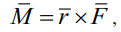 M̄ = r̄ × F̄ ,